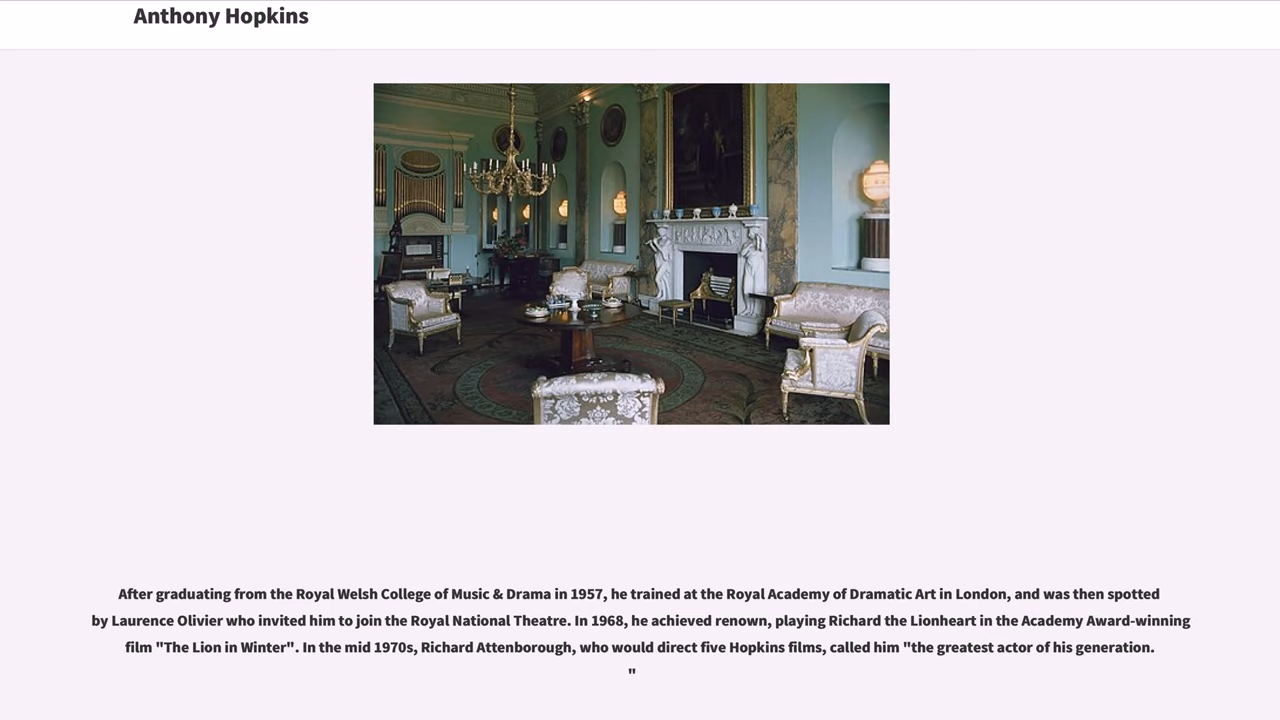 Anthony Hopkins
After graduating from the Royal Welsh College of Music & Drama in 1957, he trained at the Royal Academy of Dramatic Art in London, and was then spotted
by Laurence Olivier who invited him to join the Royal National Theatre. In 1968, he achieved renown, playing Richard the Lionheart in the Academy Award-winning
film "The Lion in Winter". In the mid 1970s, Richard Attenborough, who would direct five Hopkins films, called him "the greatest actor of his generation.
"